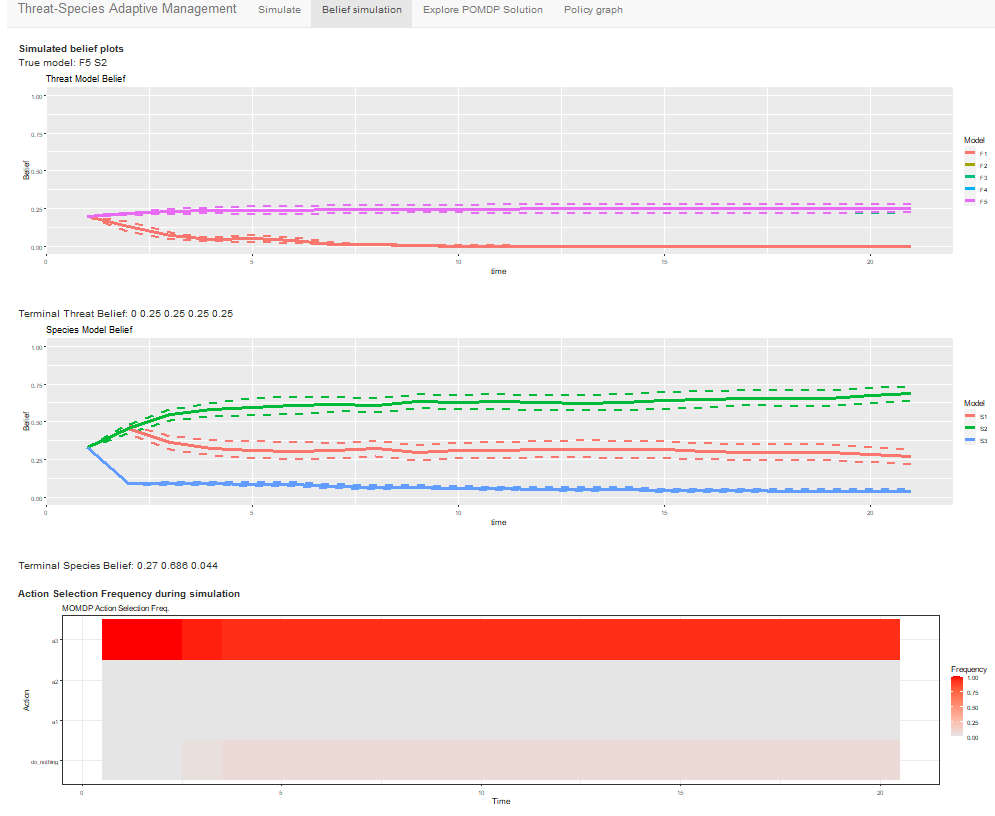 Threat-Species Adaptive Management Simulate Belief simulation Explore POMDP Solution Policy graph
Simulated belief plots
True model: F5 S2
Threat Model Belief
1.00
0.75
0.50
0.25
0.00
Belief
0 5 10 15 20
time
Model
F1
F2
F3
F4
F5
Terminal Threat Belief: 0 0.25 0.25 0.25 0.25
Species Model Belief
1.00
0.75
0.50
0.25
0.00
Belief
0 5 10 15 20
time
Model
S1
S2
S3
Terminal Species Belief: 0.27 0.686 0.044
Action Selection Frequency during simulation
MOMDP Action Selection Freq.
a3
a2
a1
do_nothing
Action
0 5 10 15 20
Time
Frequency
1.00
0.75
0.50
0.25
0.00